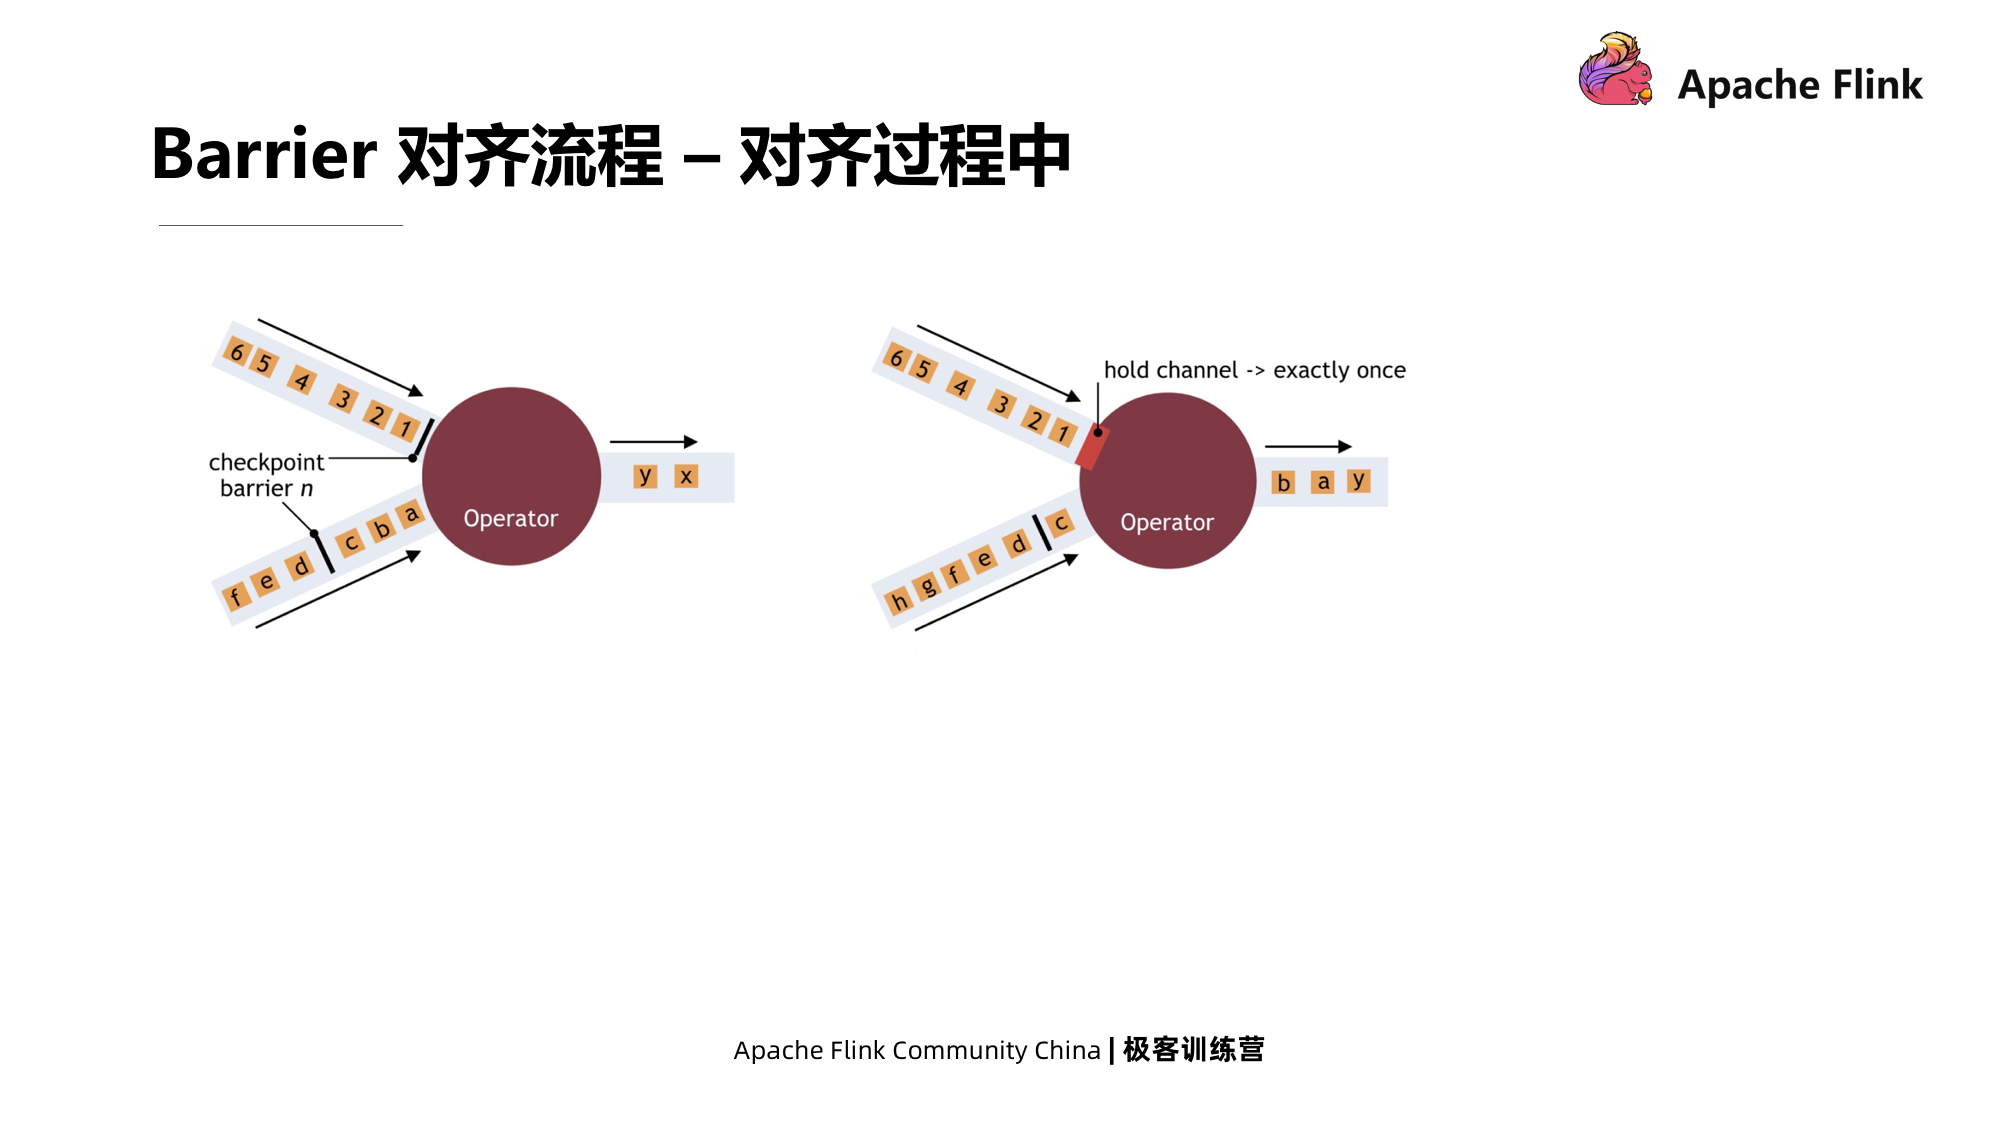 Apache Flink
Barrier 对齐流程 – 对齐过程中
6 5 4 3 2 1
checkpoint
barrier n
f e d c b a
Operator
y x
6 5 4 3 2 1
hold channel -> exactly once
h g f e d c
Operator
b a y
Apache Flink Community China | 极客训练营